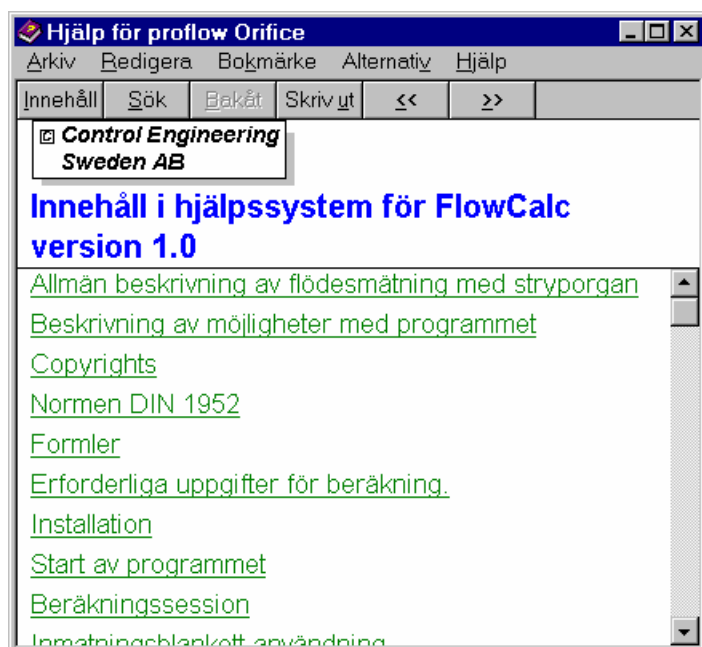 Hjälp för proflow Orifice
Arkiv Redigera Bokmärke Alternativ Hjälp
Innehåll Sök Bakåt Skriv ut << >>
© Control Engineering
Sweden AB
Innehåll i hjälpssystem för FlowCalc
version 1.0
Allmän beskrivning av flödesmätning med stryporgan
Beskrivning av möjligheter med programmet
Copyrights
Normen DIN 1952
Formler
Erforderliga uppgifter för beräkning.
Installation
Start av programmet
Beräkningssession
Inmatningsblankett användning